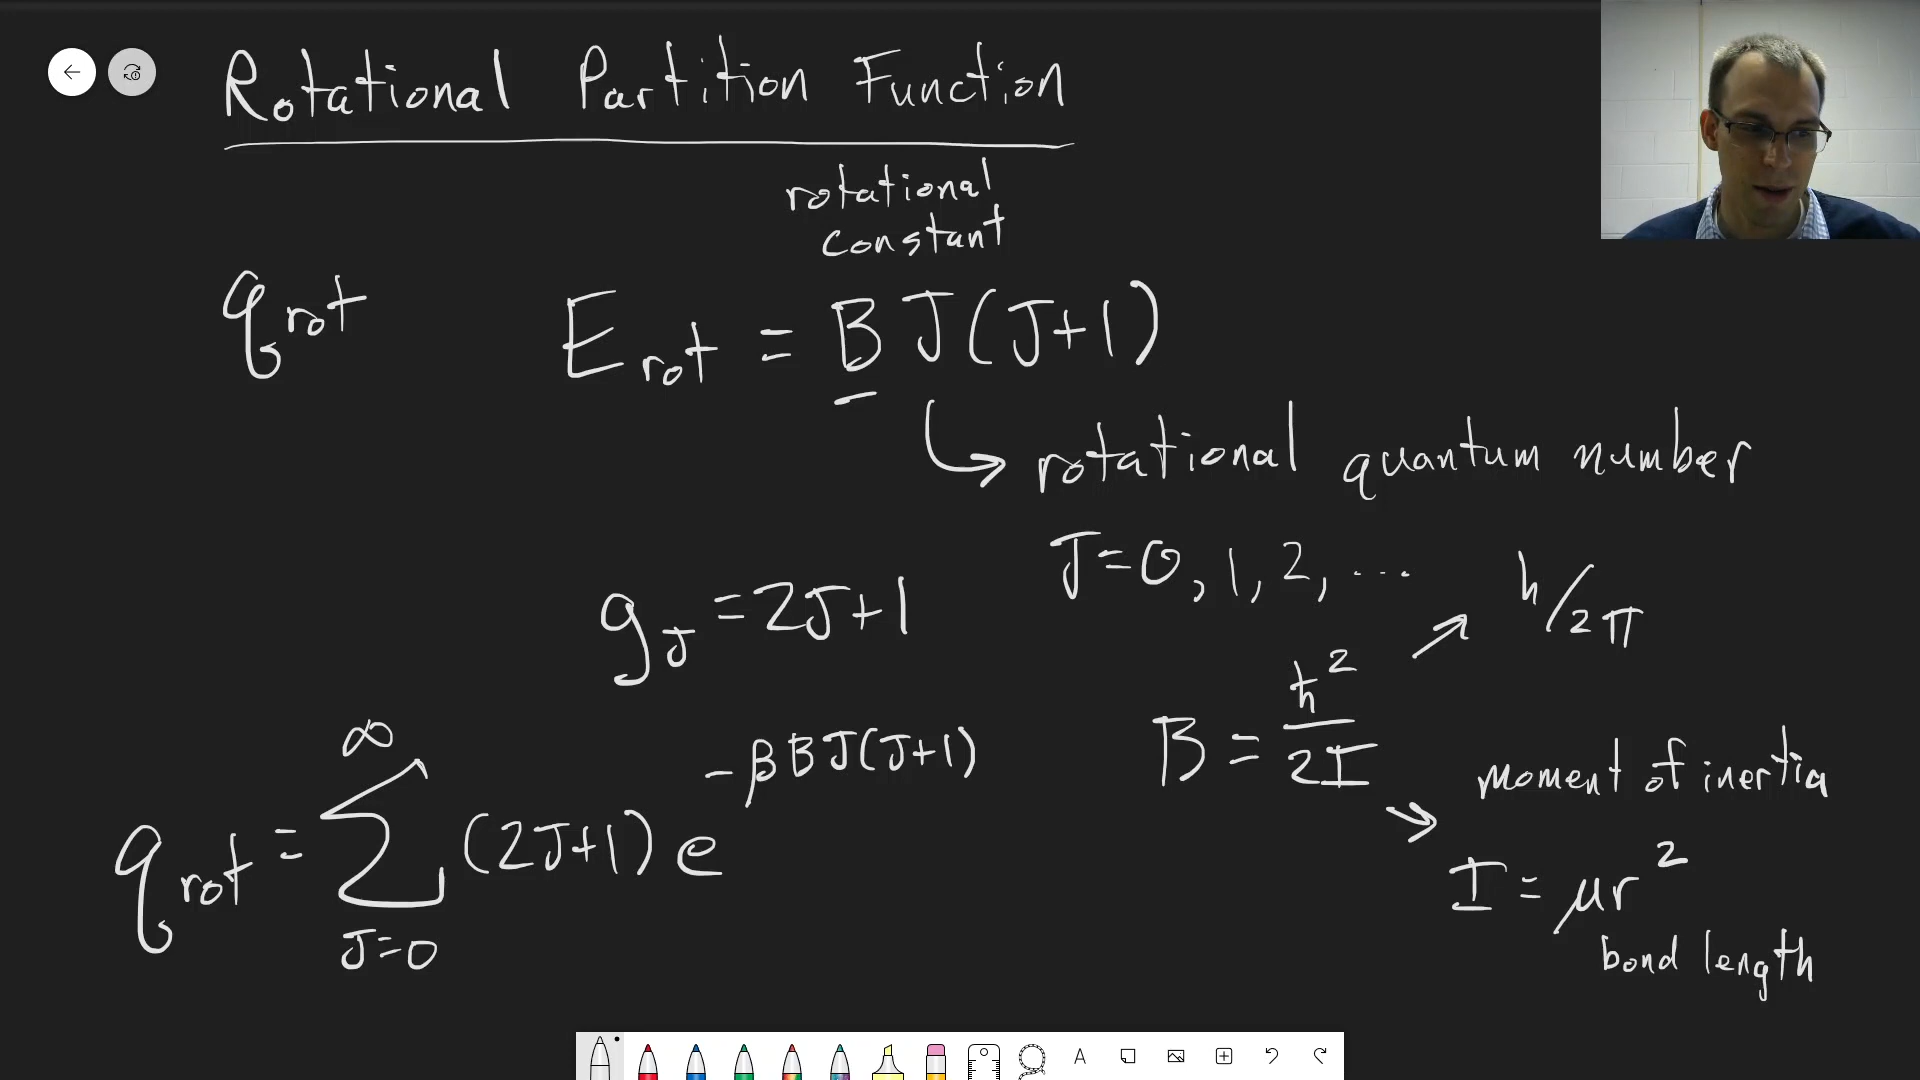 Rotational Partition Function
rotational
constant
q_rot
E_rot = B J(J+1)
rotational quantum number
J=0, 1, 2, ...
g_J = 2J+1
h/2π
B = ħ²/2I
moment of inertia
I = μr²
bond length
q_rot = ∑_{J=0}^{∞} (2J+1) e^{-βBJ(J+1)}
A